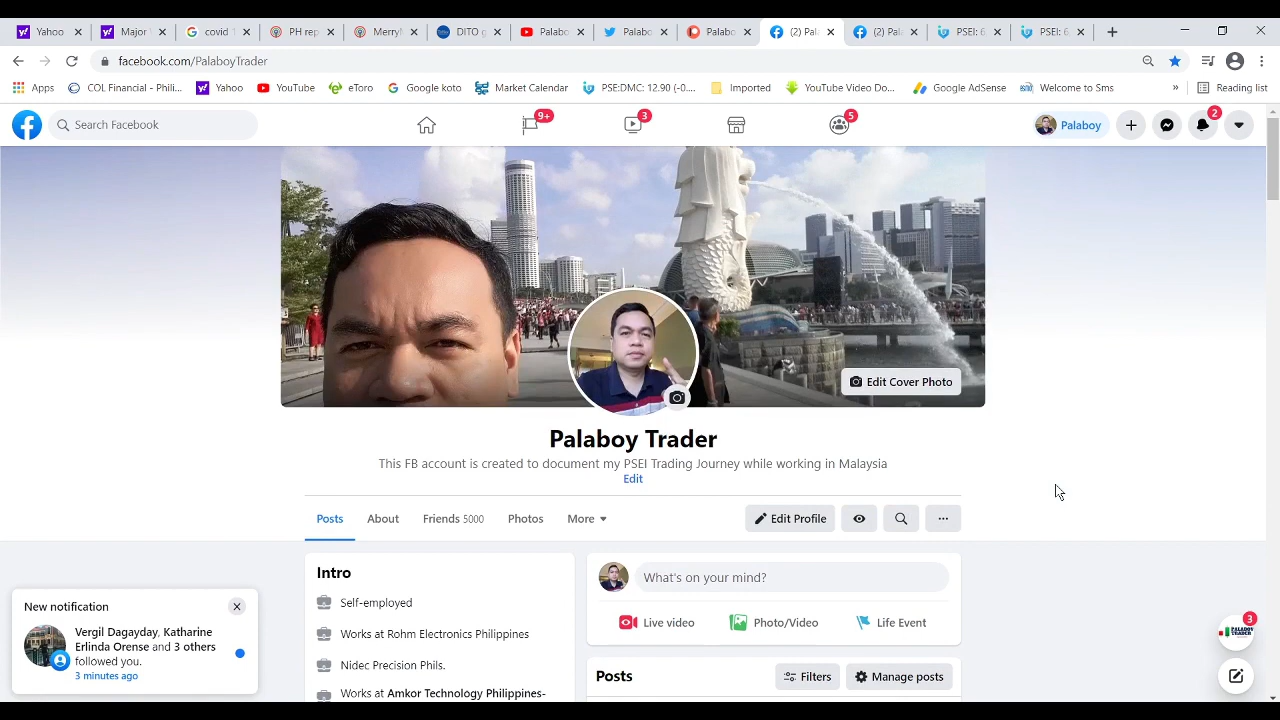 Yahoo
Major
covid
PH rep
Merry!
DITO
Palabo
Palabo
Palabo
(2) Pal
(2) Pal
PSEI: 6
PSEI: 6
facebook.com/PalaboyTrader
Apps
COL Financial - Phili...
Yahoo
YouTube
eToro
Google koto
Market Calendar
PSE:DMC: 12.90 (-0....
Imported
YouTube Video Do...
Google AdSense
Welcome to Sms
»
Reading list
Search Facebook
9+
3
5
Palaboy
2
Edit Cover Photo
Palaboy Trader
This FB account is created to document my PSEI Trading Journey while working in Malaysia
Edit
Posts
About
Friends 5000
Photos
More
Edit Profile
Intro
Self-employed
Works at Rohm Electronics Philippines
Nidec Precision Phils.
Works at Amkor Technology Philippines-
What's on your mind?
Live video
Photo/Video
Life Event
Posts
Filters
Manage posts
New notification
Vergil Dagayday, Katharine
Erlinda Orense and 3 others
followed you.
3 minutes ago
3
PALABOY
TRADER